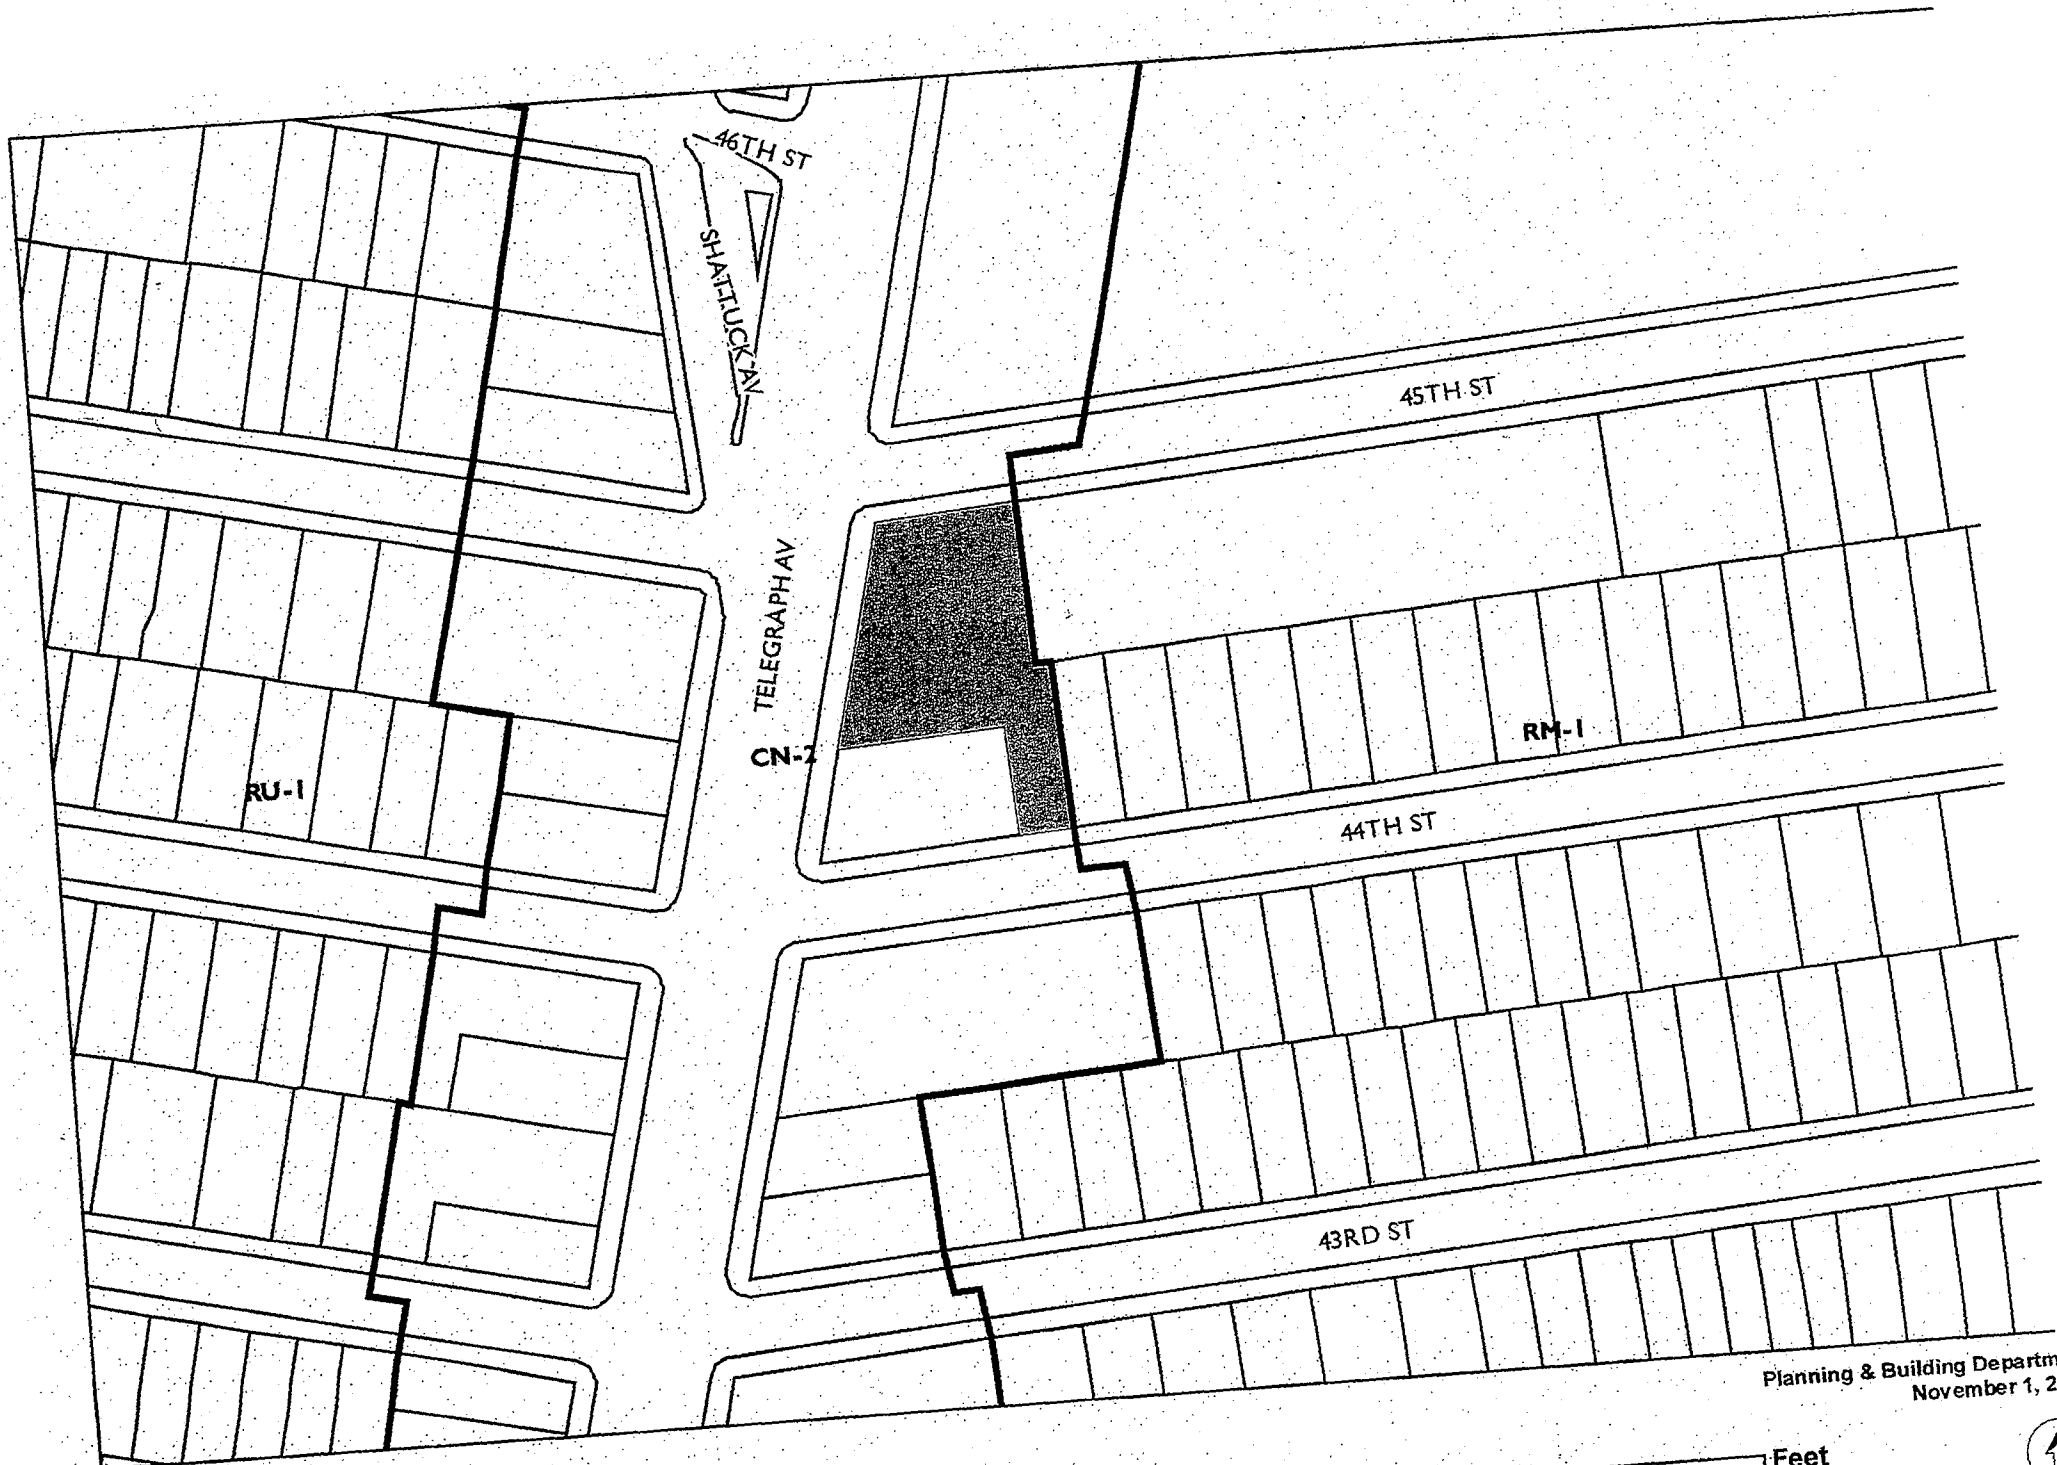 46TH ST
SHATTUCK AV
45TH ST
TELEGRAPH AV
CN-2
RM-1
RU-1
44TH ST
43RD ST
Planning & Building Departm
November 1, 2
Feet